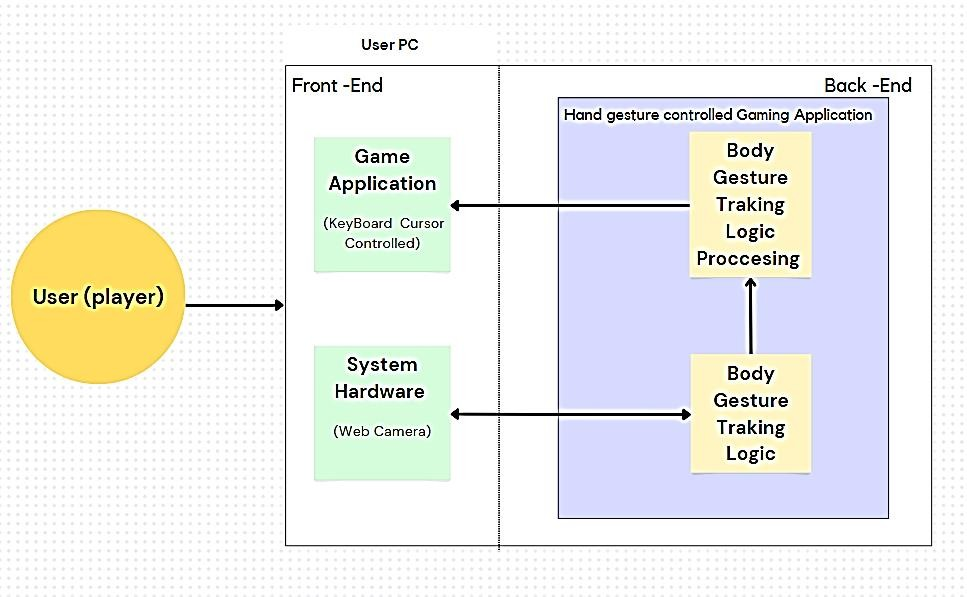 User PC
Front -End
Back -End
Hand gesture controlled Gaming Application
Game
Application
(KeyBoard Cursor
Controlled)
Body
Gesture
Traking
Logic
Proccesing
User (player)
System
Hardware
(Web Camera)
Body
Gesture
Traking
Logic